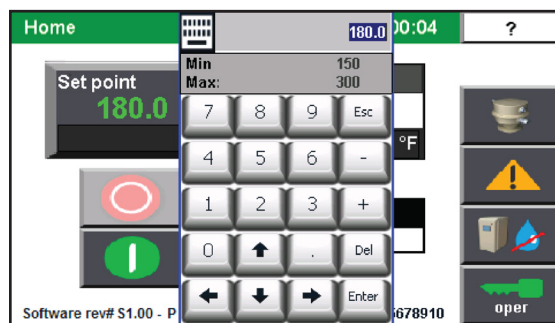 Home
180.0
00:04
?
Min 150
Max: 300
Set point
180.0
°F
7 8 9 Esc
4 5 6 -
1 2 3 +
0 . Del
Enter
oper
Software rev# S1.00 - P
5678910